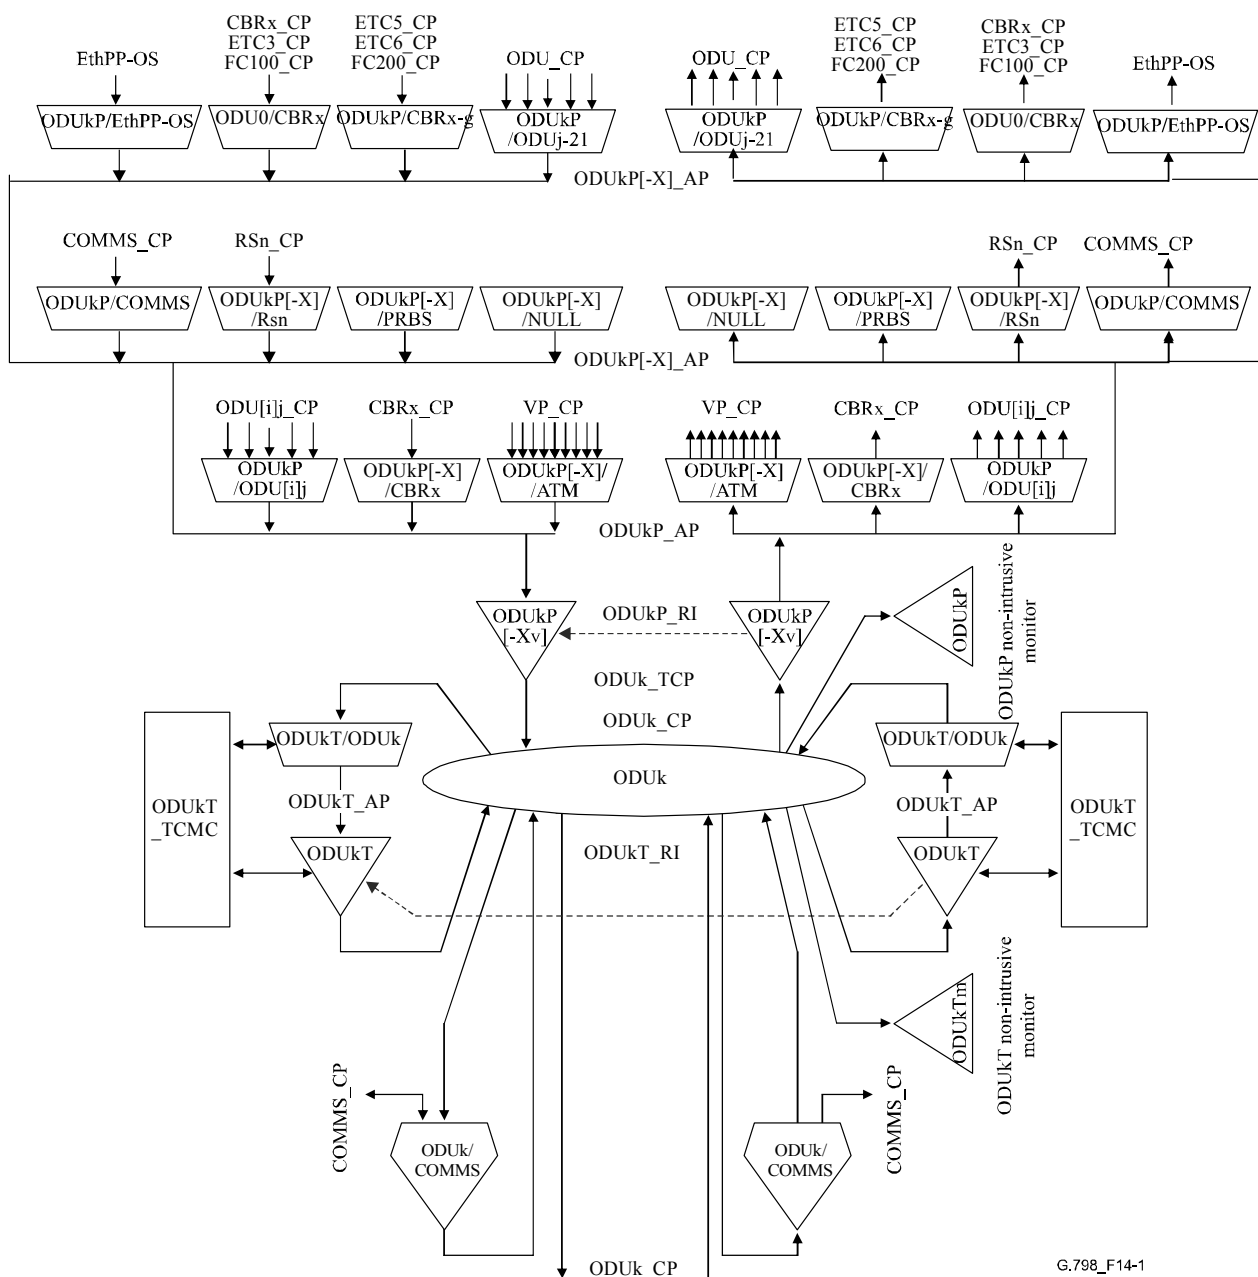 CBRx_CP
ETC3_CP
FC100_CP
ETC5_CP
ETC6_CP
FC200_CP
EthPP-OS
ODU_CP
ODU_CP
ETC5_CP
ETC6_CP
FC200_CP
CBRx_CP
ETC3_CP
FC100_CP
EthPP-OS
ODUkP/EthPP-OS
ODU0/CBRx
ODUkP/CBRx-g
ODUkP
/ODUj-21
ODUkP
/ODUj-21
ODUkP/CBRx-g
ODU0/CBRx
ODUkP/EthPP-OS
ODUkP[-X]_AP
COMMS_CP
RSn_CP
RSn_CP
COMMS_CP
ODUkP/COMMS
ODUkP[-X]
/Rsn
ODUkP[-X]
/PRBS
ODUkP[-X]
/NULL
ODUkP[-X]
/NULL
ODUkP[-X]
/PRBS
ODUkP[-X]
/RSn
ODUkP/COMMS
ODUkP[-X]_AP
ODU[i]j_CP
CBRx_CP
VP_CP
VP_CP
CBRx_CP
ODU[i]j_CP
ODUkP
/ODU[i]j
ODUkP[-X]
/CBRx
ODUkP[-X]/
/ATM
ODUkP[-X]
/ATM
ODUkP[-X]/
CBRx
ODUkP
/ODU[i]j
ODUkP_AP
ODUkP
[-Xv]
ODUkP_RI
ODUkP
[-Xv]
ODUkP
ODUkP non-intrusive
monitor
ODUk_TCP
ODUk_CP
ODUkT/ODUk
ODUkT/ODUk
ODUk
ODUkT
_TCMC
ODUkT_AP
ODUkT_AP
ODUkT
_TCMC
ODUkT
ODUkT_RI
ODUkT
ODUkTm
ODUkT non-intrusive
monitor
COMMS_CP
ODUk/
COMMS
ODUk/
COMMS
COMMS_CP
ODUk_CP
G.798_F14-1